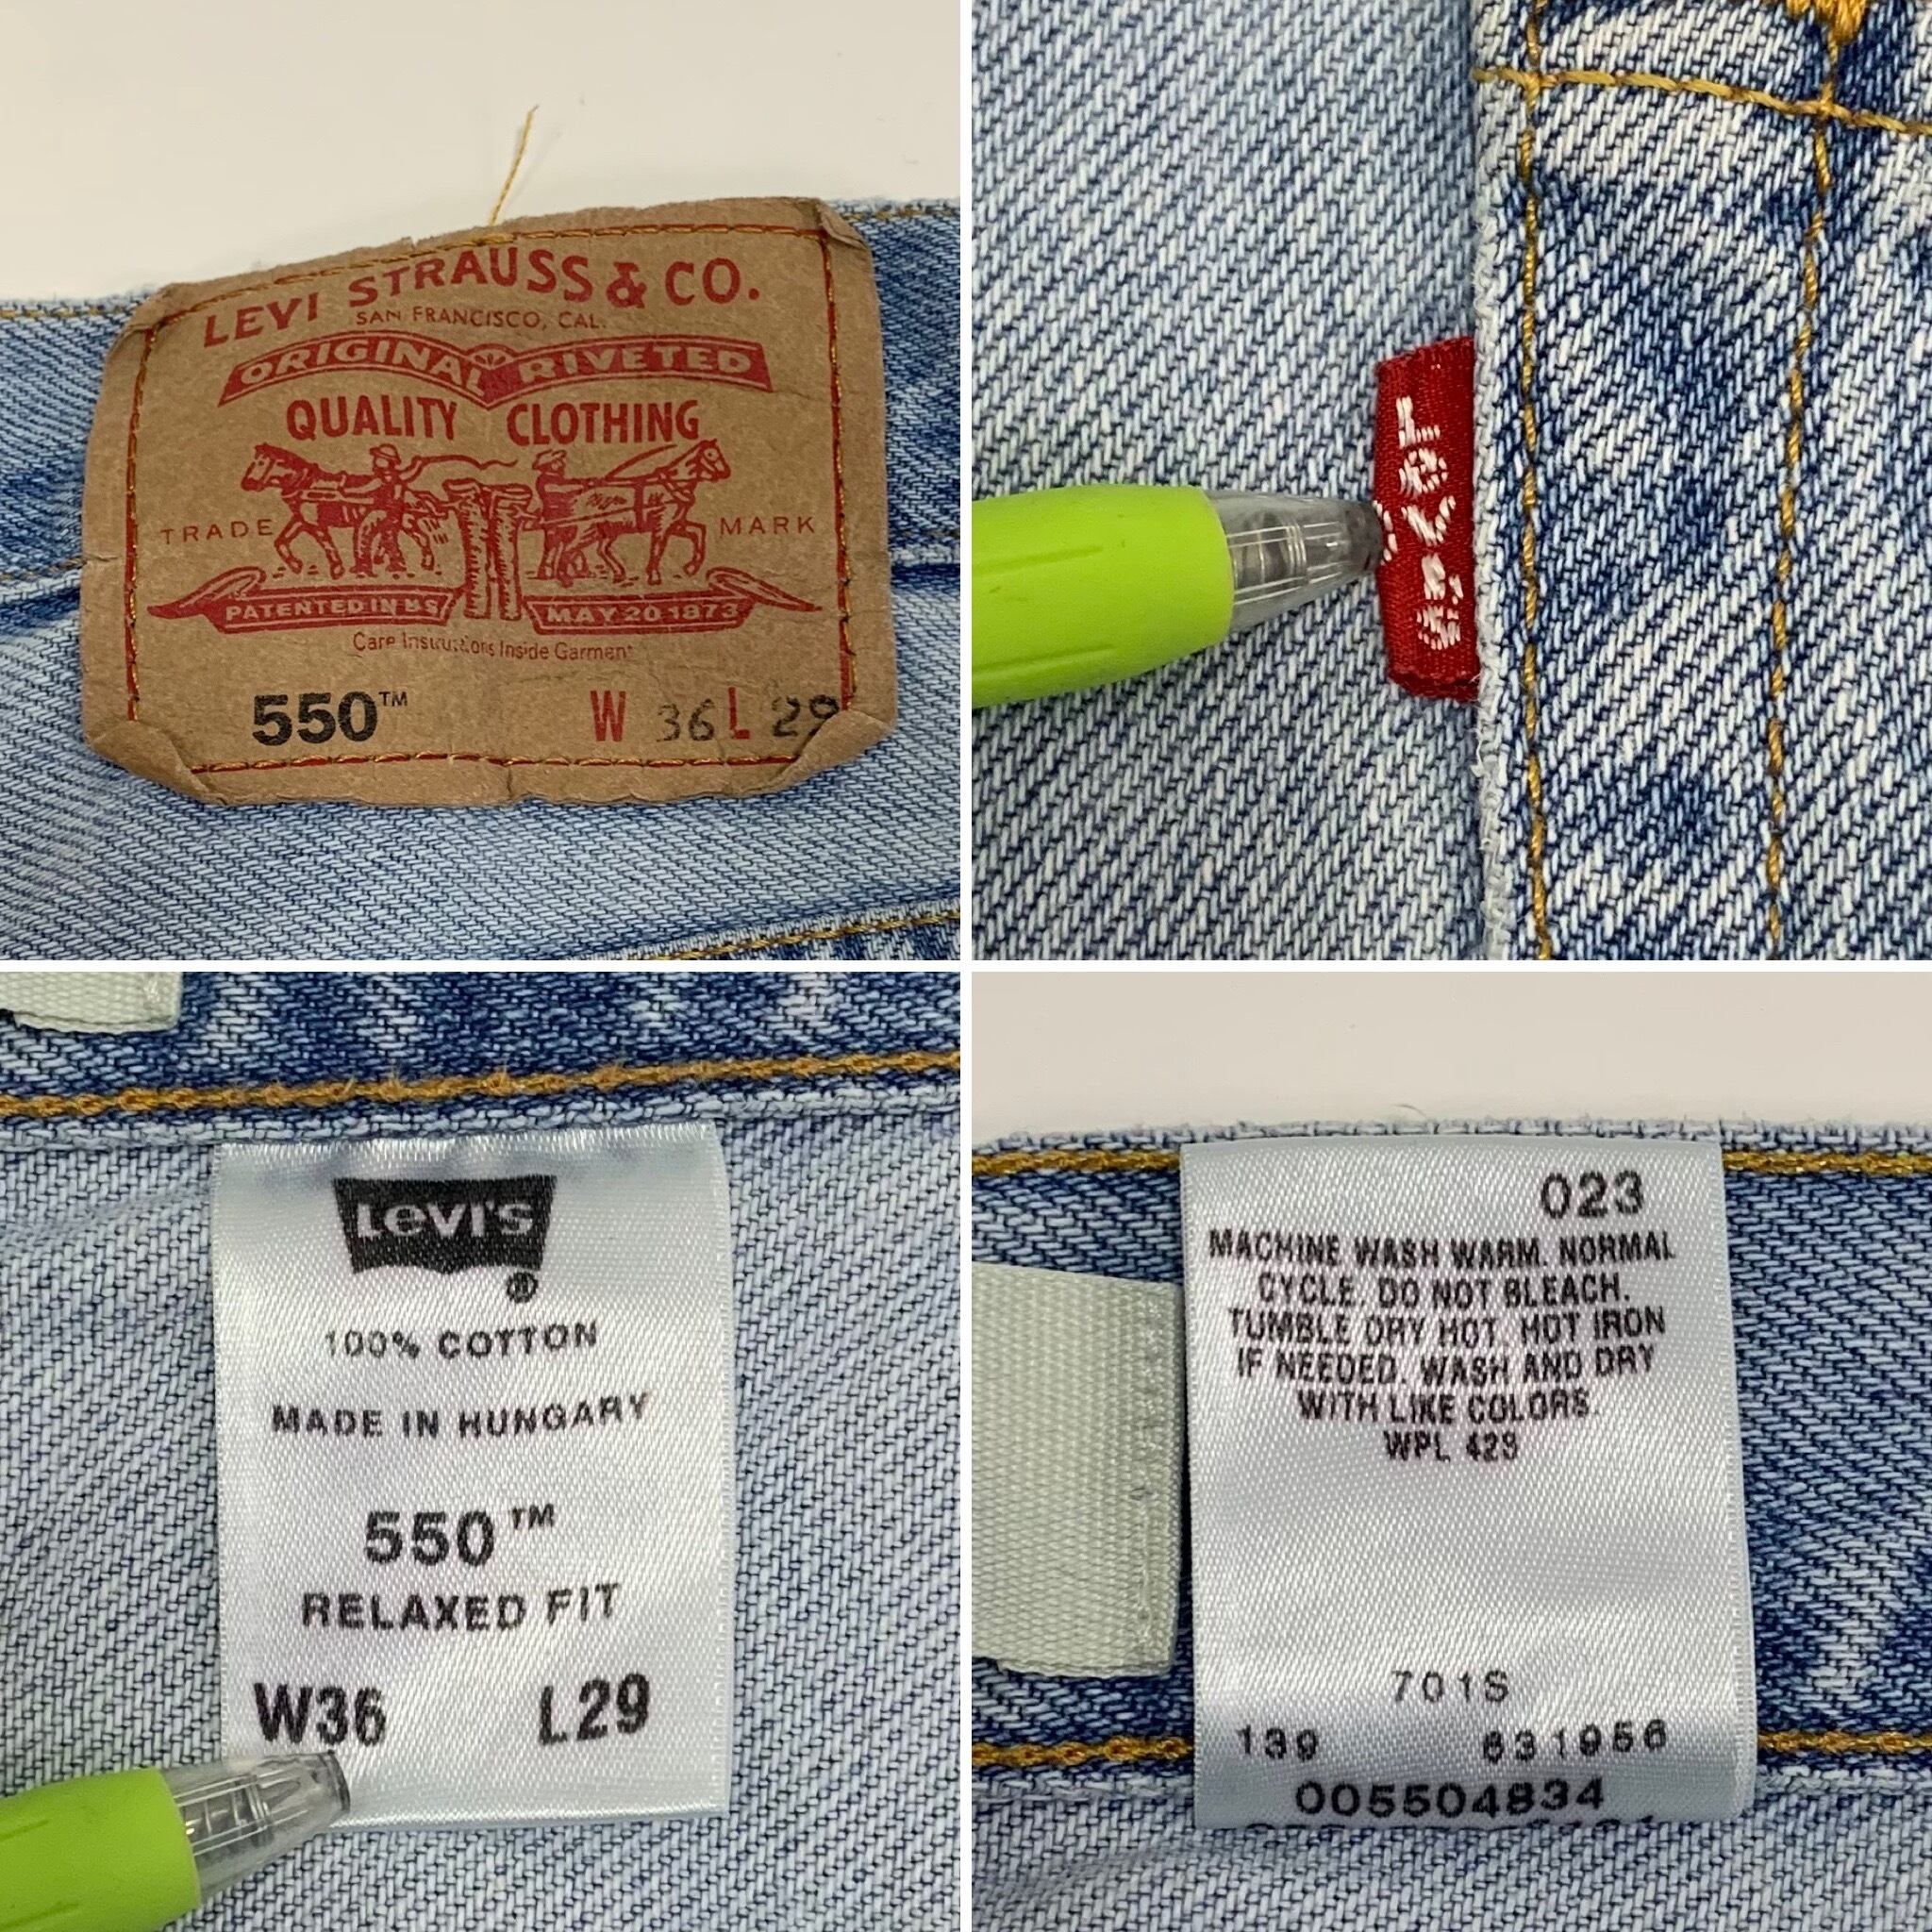 LEVI STRAUSS & CO.
SAN FRANCISCO, CAL.
ORIGINAL RIVETED
QUALITY CLOTHING
TRADE MARK
PATENTED IN U S MAY 20 1873
Care Instructions Inside Garment
550™ W 36 L 29
LEVI'S
LEVI'S
®
100% COTTON
MADE IN HUNGARY
550™
RELAXED FIT
W36 L29
023
MACHINE WASH WARM. NORMAL
CYCLE. DO NOT BLEACH.
TUMBLE DRY HOT. HOT IRON
IF NEEDED. WASH AND DRY
WITH LIKE COLORS.
WPL 423
701S
139 631956
005504834